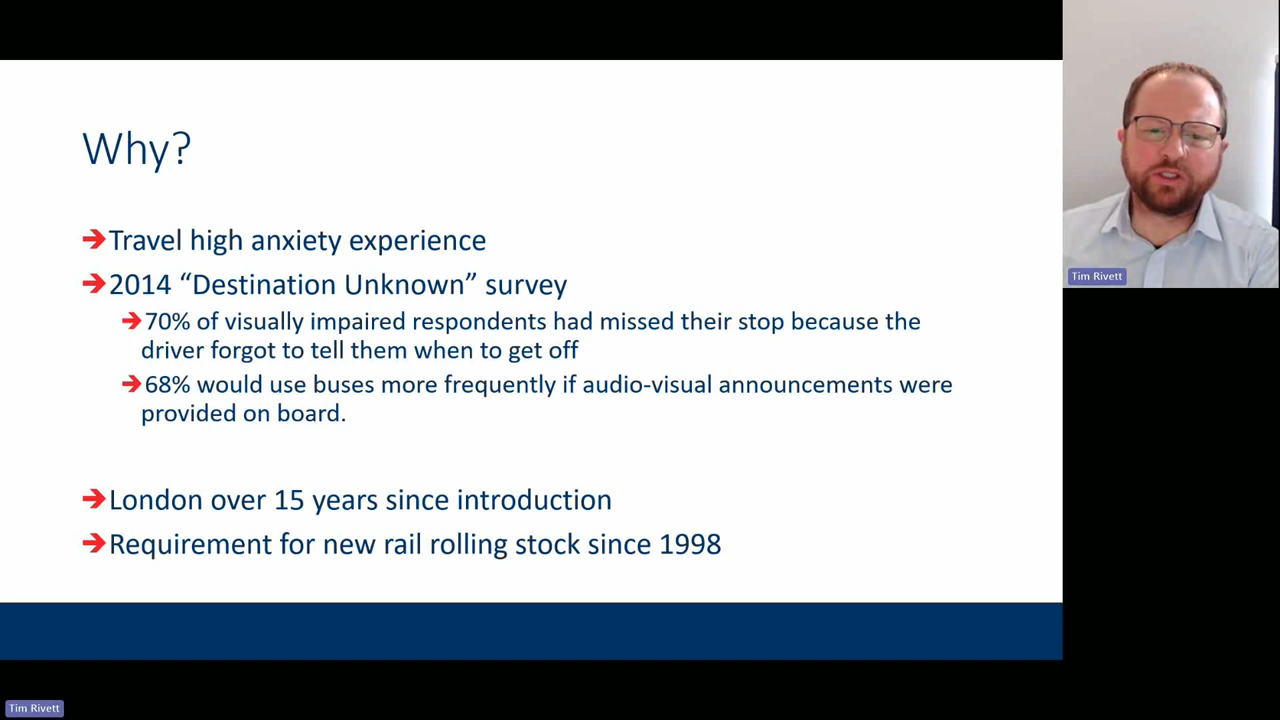 Why?
➔Travel high anxiety experience
➔2014 “Destination Unknown” survey
➔70% of visually impaired respondents had missed their stop because the
driver forgot to tell them when to get off
➔68% would use buses more frequently if audio-visual announcements were
provided on board.
➔London over 15 years since introduction
➔Requirement for new rail rolling stock since 1998
Tim Rivett
Tim Rivett